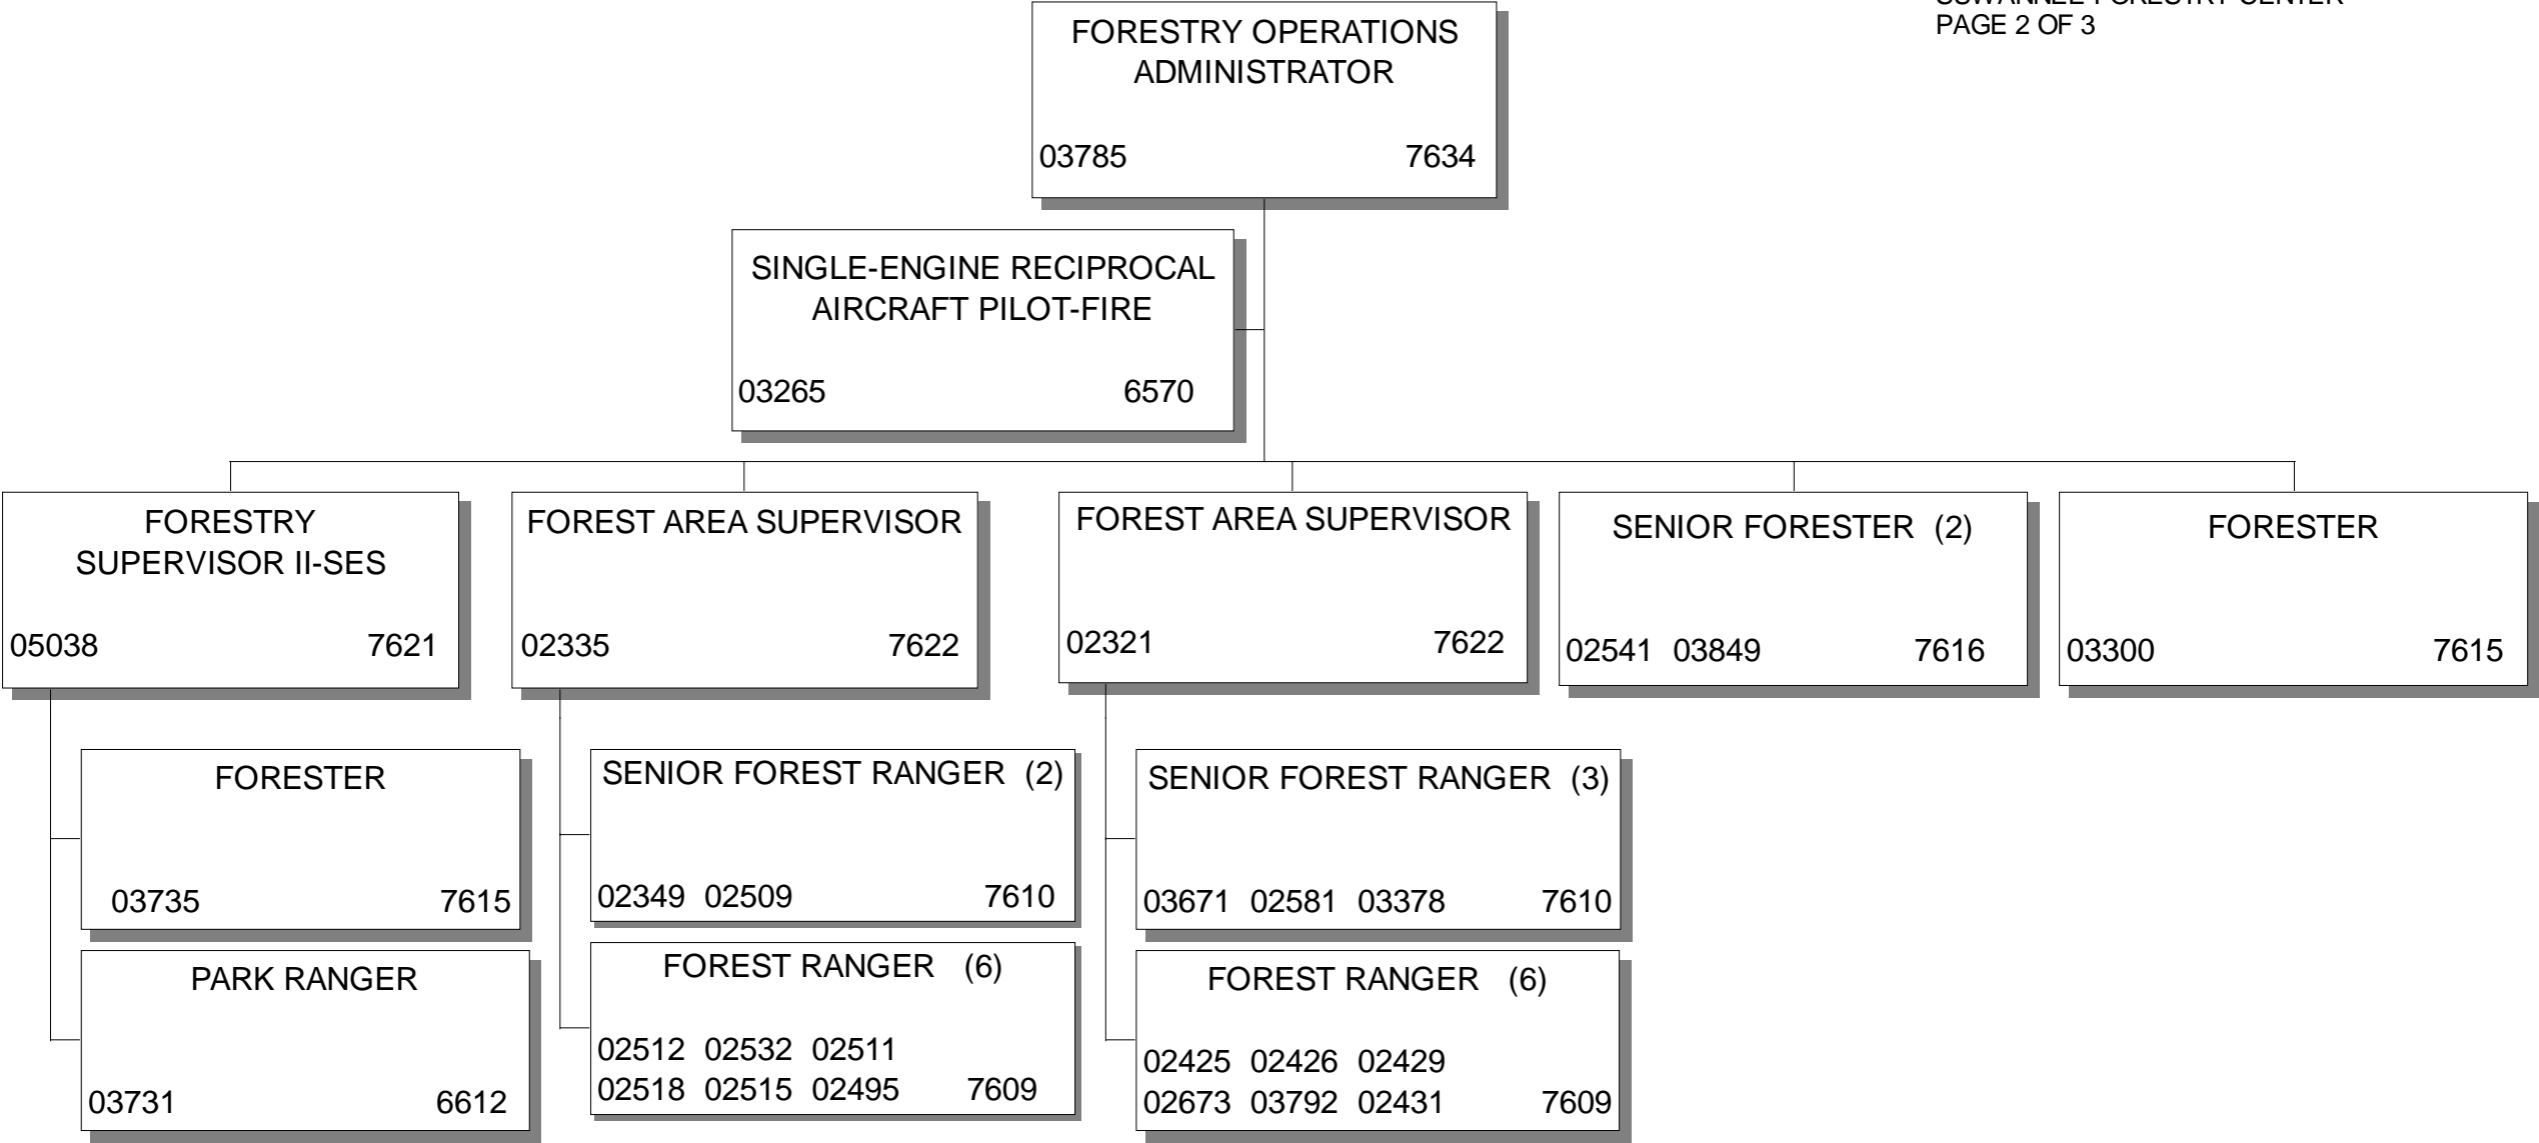 PAGE 2 OF 3
FORESTRY OPERATIONS
ADMINISTRATOR
03785 7634
SINGLE-ENGINE RECIPROCAL
AIRCRAFT PILOT-FIRE
03265 6570
FORESTRY
SUPERVISOR II-SES
05038 7621
FOREST AREA SUPERVISOR
02335 7622
FOREST AREA SUPERVISOR
02321 7622
SENIOR FORESTER (2)
02541 03849 7616
FORESTER
03300 7615
FORESTER
03735 7615
PARK RANGER
03731 6612
SENIOR FOREST RANGER (2)
02349 02509 7610
FOREST RANGER (6)
02512 02532 02511
02518 02515 02495 7609
SENIOR FOREST RANGER (3)
03671 02581 03378 7610
FOREST RANGER (6)
02425 02426 02429
02673 03792 02431 7609